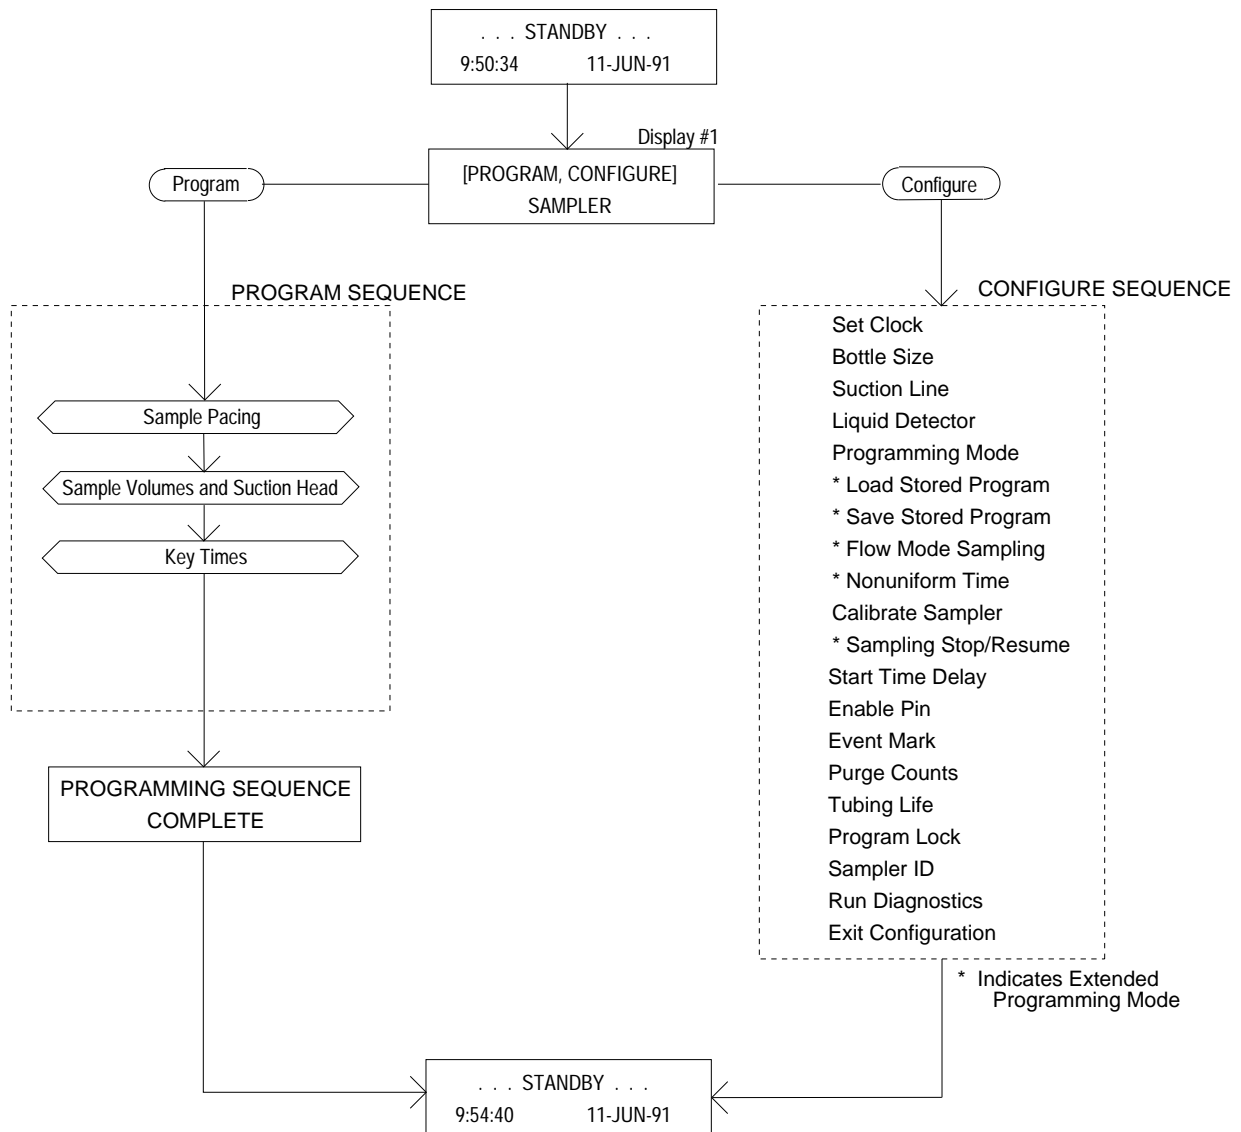 . . . STANDBY . . .
9:50:34 11-JUN-91
Display #1
[PROGRAM, CONFIGURE]
SAMPLER
Program
Configure
PROGRAM SEQUENCE
Sample Pacing
Sample Volumes and Suction Head
Key Times
PROGRAMMING SEQUENCE
COMPLETE
CONFIGURE SEQUENCE
Set Clock
Bottle Size
Suction Line
Liquid Detector
Programming Mode
* Load Stored Program
* Save Stored Program
* Flow Mode Sampling
* Nonuniform Time
Calibrate Sampler
* Sampling Stop/Resume
Start Time Delay
Enable Pin
Event Mark
Purge Counts
Tubing Life
Program Lock
Sampler ID
Run Diagnostics
Exit Configuration
* Indicates Extended
Programming Mode
. . . STANDBY . . .
9:54:40 11-JUN-91